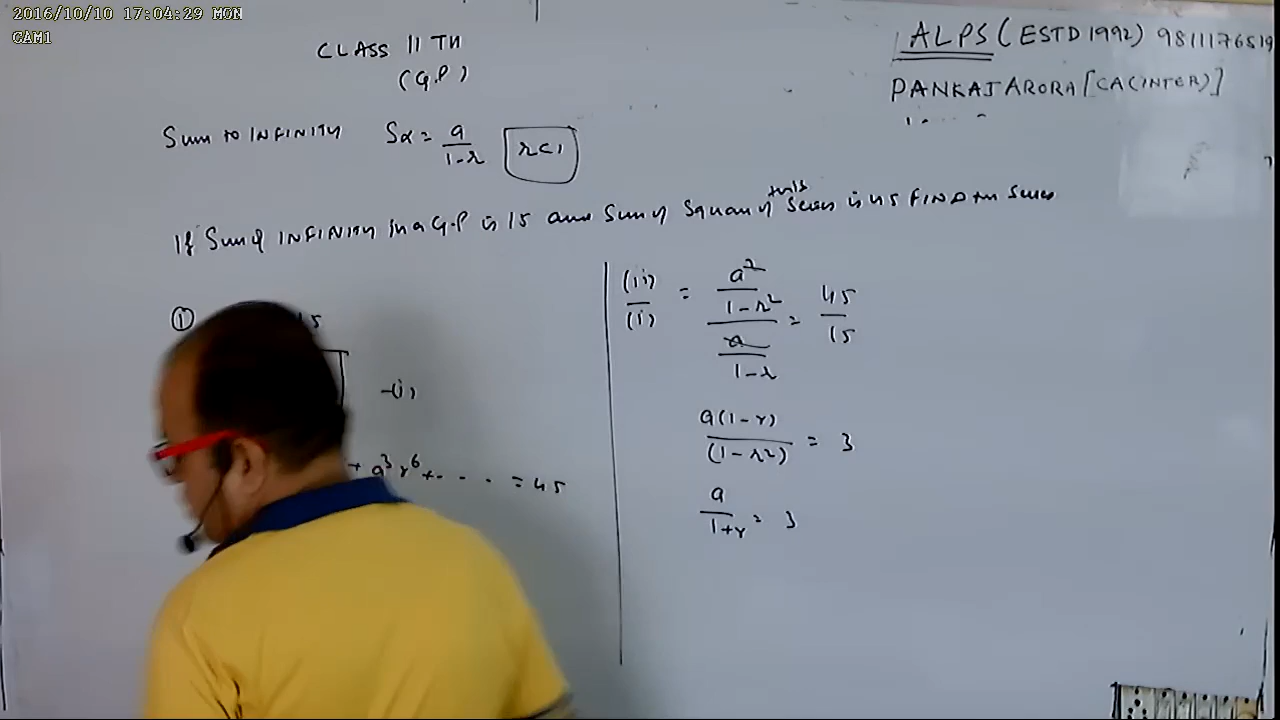 2016/10/10 17:04:29 MON
CAM1
CLASS 11 TH
(G.P)
ALPS (ESTD 1992) 9811176519
PANKAJ ARORA [CA(INTER)]
Sum to INFINITY Sα = a/1-r r<1
If Sum of INFINITY in a G.P is 15 and Sum of Square of this Series is 45 FIND the Series
(ii)/(i) = a²/1-r² / a/1-r = 45/15
① 15
-(i)
a(1-r)/(1-r²) = 3
+ a³r⁶ + . . . . = 45
a/1+r = 3